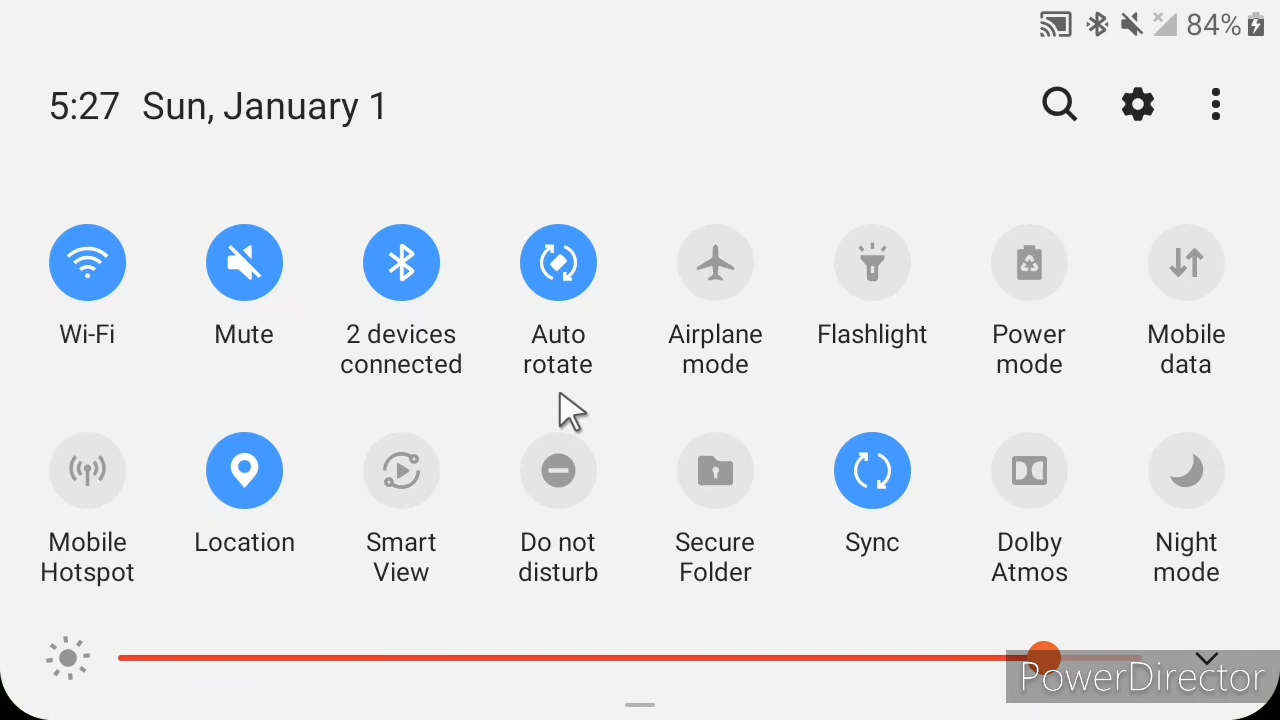 84%
5:27 Sun, January 1
Wi-Fi
Mute
2 devices
connected
Auto
rotate
Airplane
mode
Flashlight
Power
mode
Mobile
data
Mobile
Hotspot
Location
Smart
View
Do not
disturb
Secure
Folder
Sync
Dolby
Atmos
Night
mode
PowerDirector